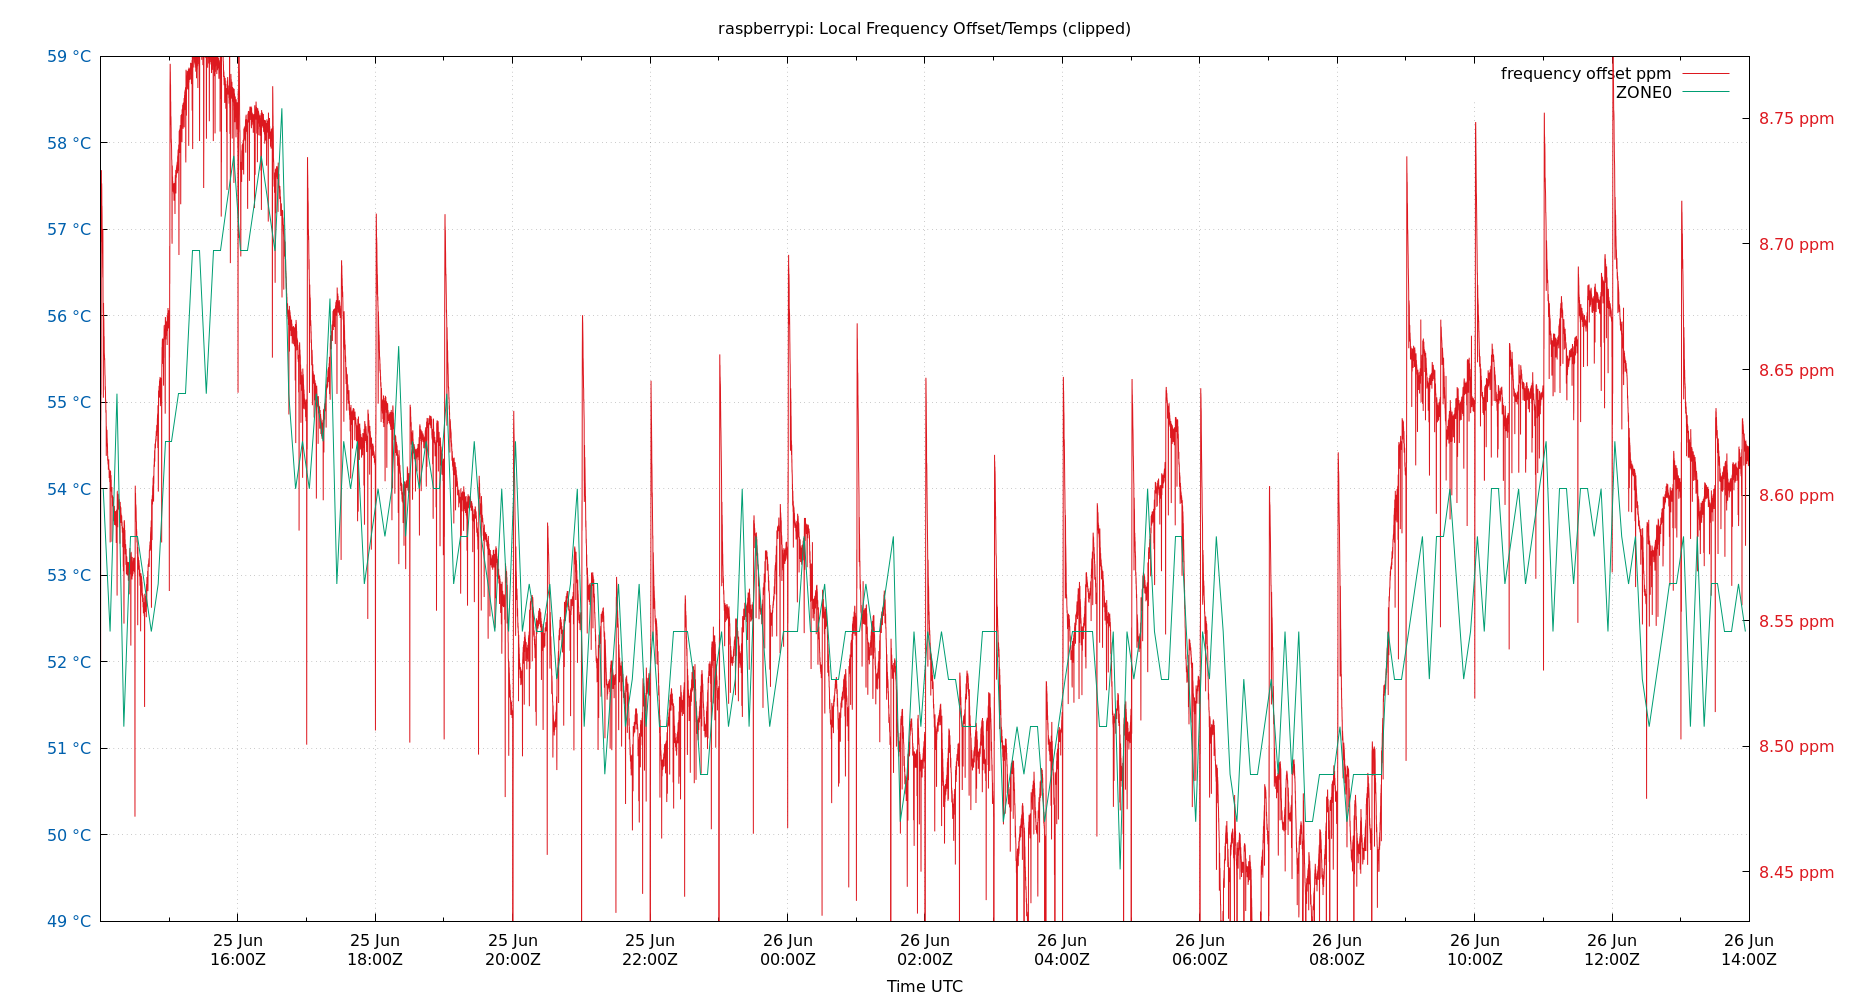 raspberrypi: Local Frequency Offset/Temps (clipped)
frequency offset ppm
ZONE0
59 °C
58 °C
57 °C
56 °C
55 °C
54 °C
53 °C
52 °C
51 °C
50 °C
49 °C
8.75 ppm
8.70 ppm
8.65 ppm
8.60 ppm
8.55 ppm
8.50 ppm
8.45 ppm
25 Jun
16:00Z
25 Jun
18:00Z
25 Jun
20:00Z
25 Jun
22:00Z
26 Jun
00:00Z
26 Jun
02:00Z
26 Jun
04:00Z
26 Jun
06:00Z
26 Jun
08:00Z
26 Jun
10:00Z
26 Jun
12:00Z
26 Jun
14:00Z
Time UTC